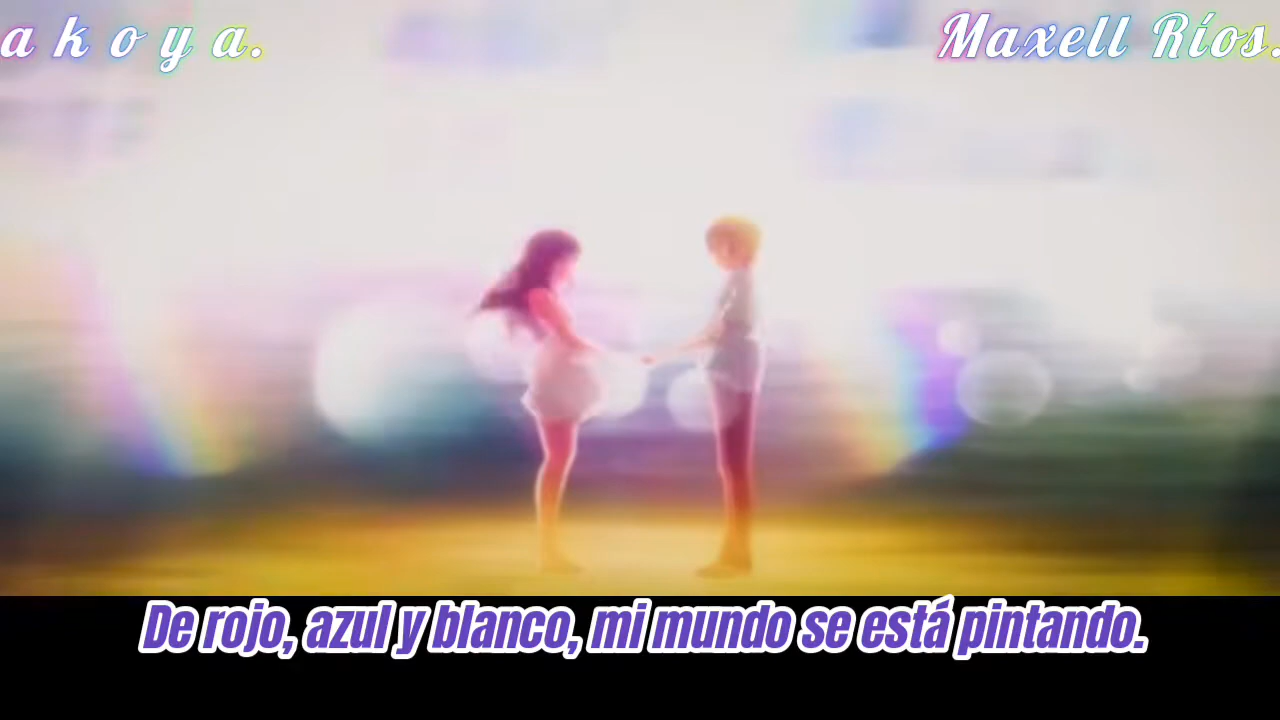 a k o y a.
Maxell Ríos.
De rojo, azul y blanco, mi mundo se está pintando.